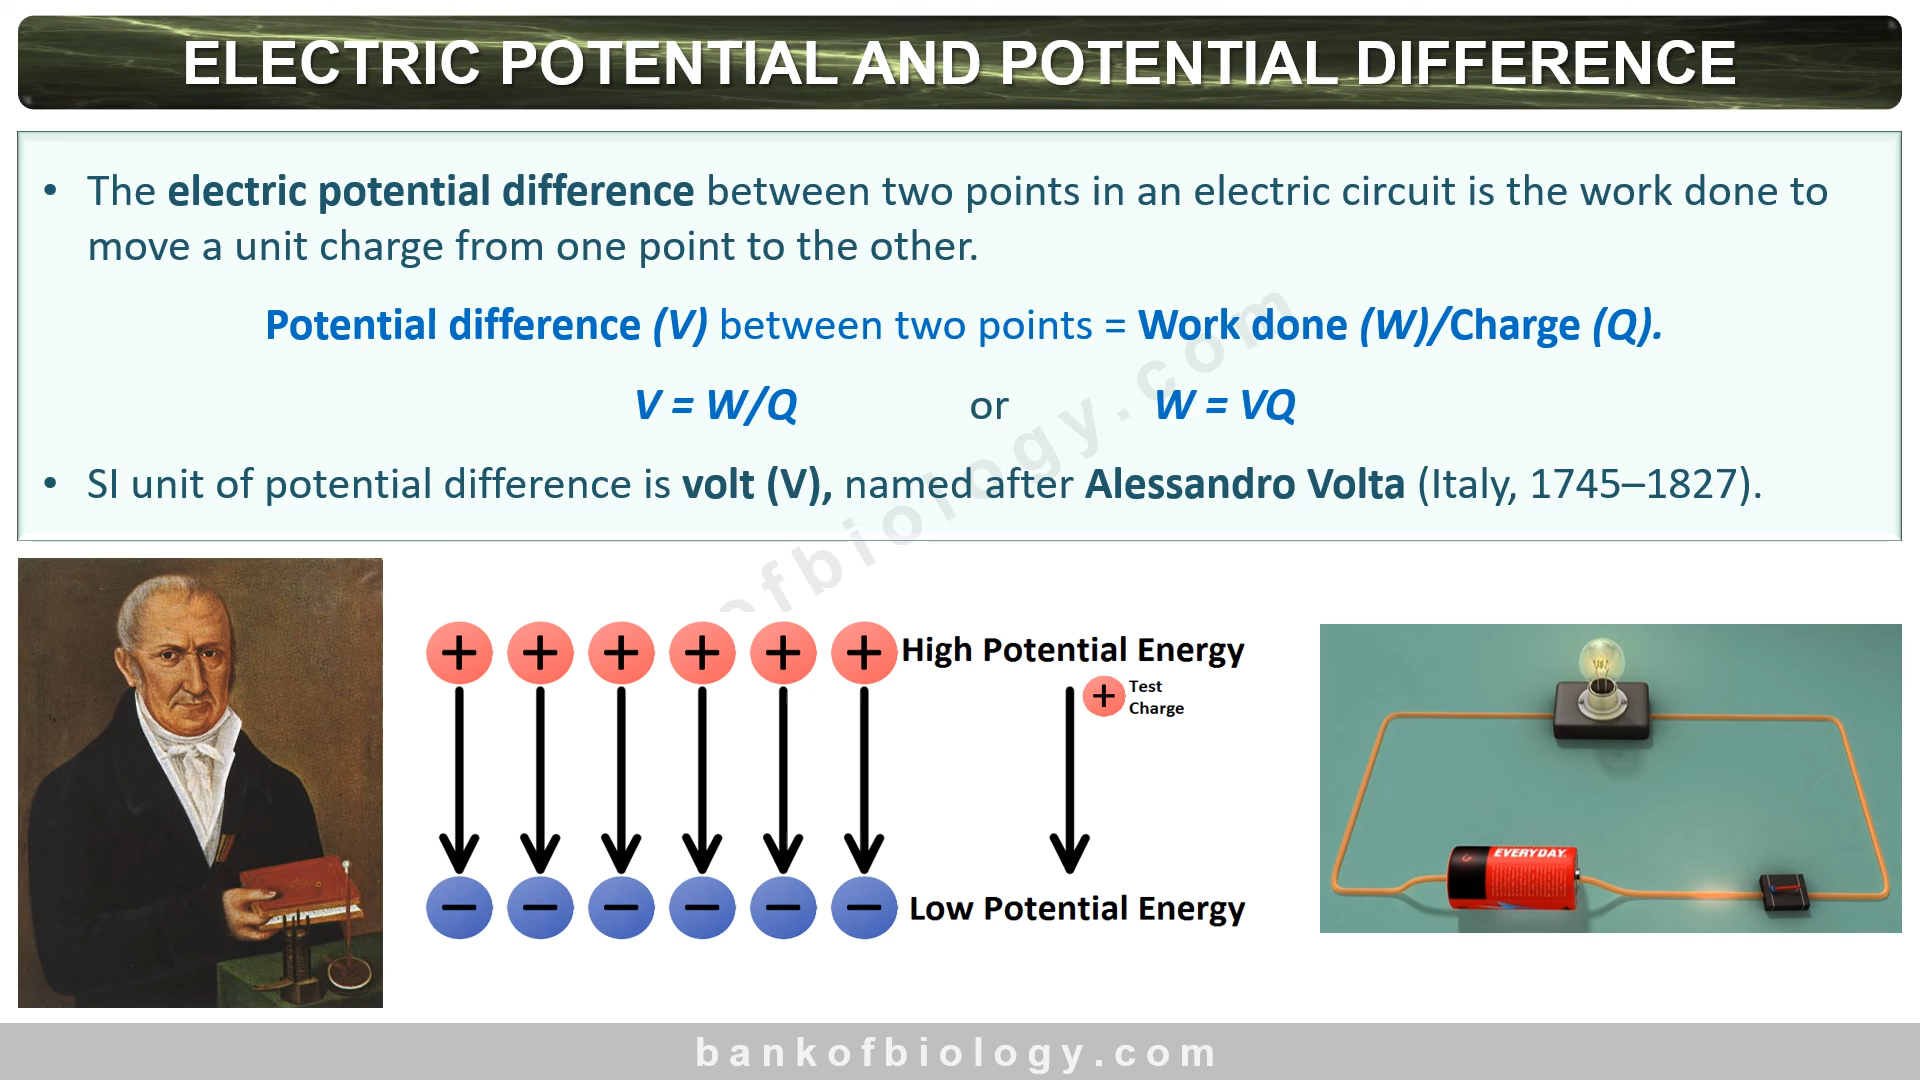 ELECTRIC POTENTIAL AND POTENTIAL DIFFERENCE
• The electric potential difference between two points in an electric circuit is the work done to
move a unit charge from one point to the other.
Potential difference (V) between two points = Work done (W)/Charge (Q).
V = W/Q or W = VQ
• SI unit of potential difference is volt (V), named after Alessandro Volta (Italy, 1745–1827).
ofbiology.com
+ + + + + + High Potential Energy
+ Test
Charge
EVERYDAY.
− − − − − − Low Potential Energy
bankofbiology.com